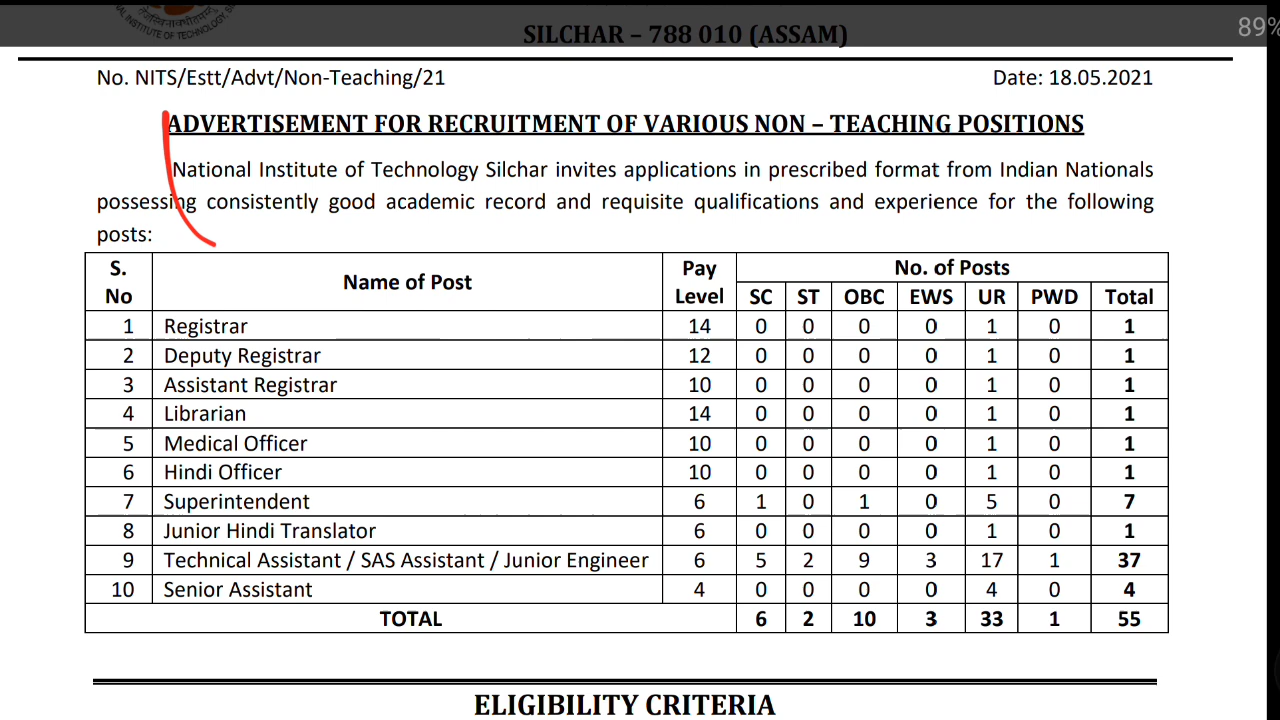 SILCHAR – 788 010 (ASSAM)
89%
No. NITS/Estt/Advt/Non-Teaching/21 Date: 18.05.2021
ADVERTISEMENT FOR RECRUITMENT OF VARIOUS NON – TEACHING POSITIONS
National Institute of Technology Silchar invites applications in prescribed format from Indian Nationals
possessing consistently good academic record and requisite qualifications and experience for the following
posts:
S. No Name of Post Pay Level No. of Posts
SC ST OBC EWS UR PWD Total
1 Registrar 14 0 0 0 0 1 0 1
2 Deputy Registrar 12 0 0 0 0 1 0 1
3 Assistant Registrar 10 0 0 0 0 1 0 1
4 Librarian 14 0 0 0 0 1 0 1
5 Medical Officer 10 0 0 0 0 1 0 1
6 Hindi Officer 10 0 0 0 0 1 0 1
7 Superintendent 6 1 0 1 0 5 0 7
8 Junior Hindi Translator 6 0 0 0 0 1 0 1
9 Technical Assistant / SAS Assistant / Junior Engineer 6 5 2 9 3 17 1 37
10 Senior Assistant 4 0 0 0 0 4 0 4
TOTAL 6 2 10 3 33 1 55
ELIGIBILITY CRITERIA